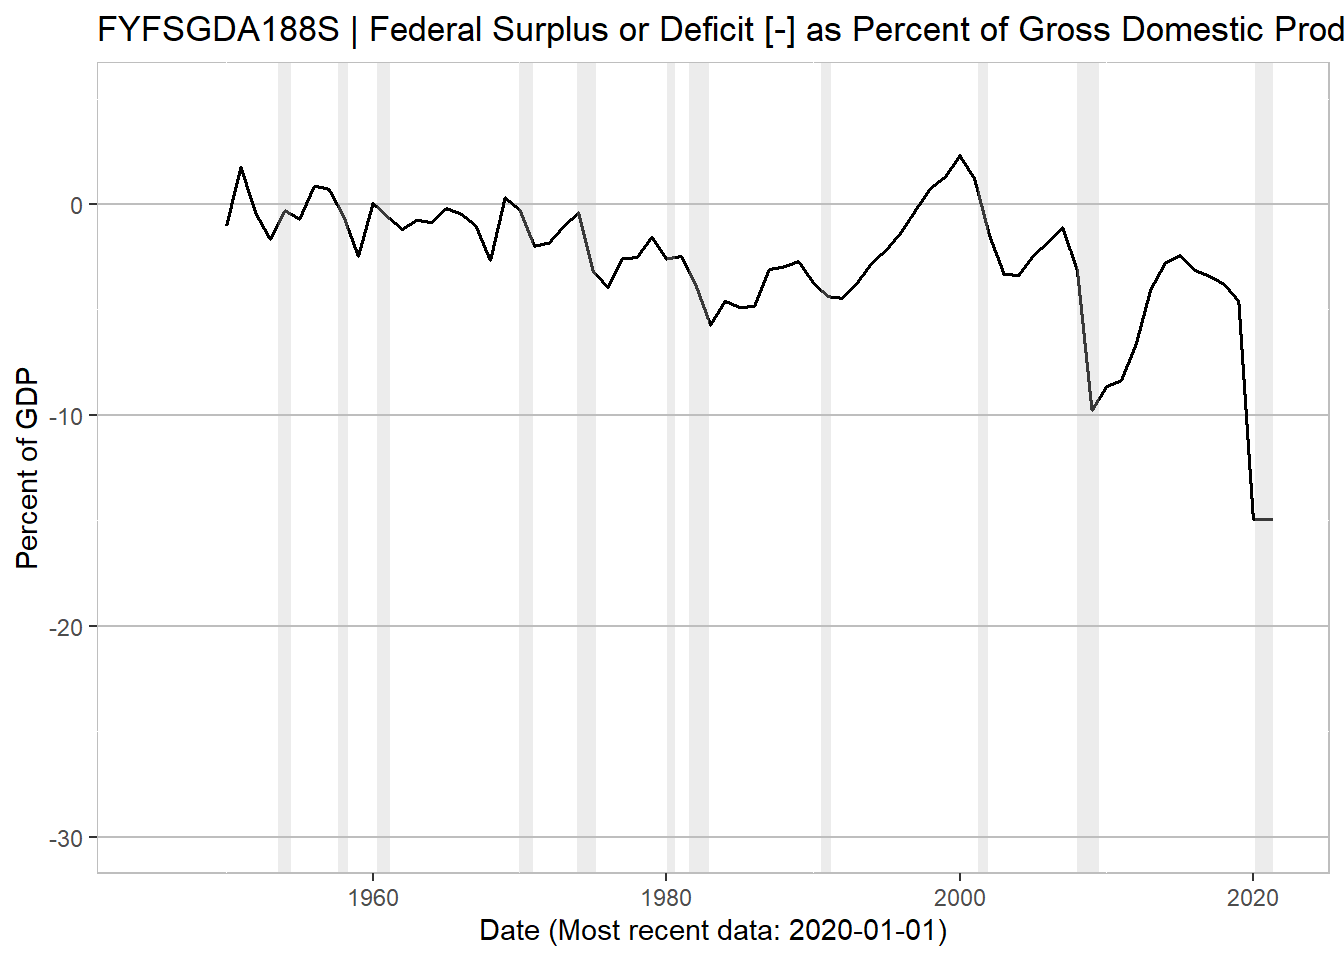 FYFSGDA188S | Federal Surplus or Deficit [-] as Percent of Gross Domestic Prod
0
-10
-20
-30
Percent of GDP
1960 1980 2000 2020
Date (Most recent data: 2020-01-01)